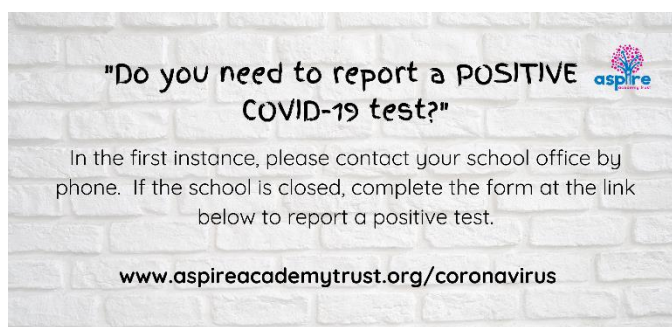 "Do you need to report a POSITIVE
COVID-19 test?"
aspire
academy trust
In the first instance, please contact your school office by
phone.  If the school is closed, complete the form at the link
below to report a positive test.
www.aspireacademytrust.org/coronavirus